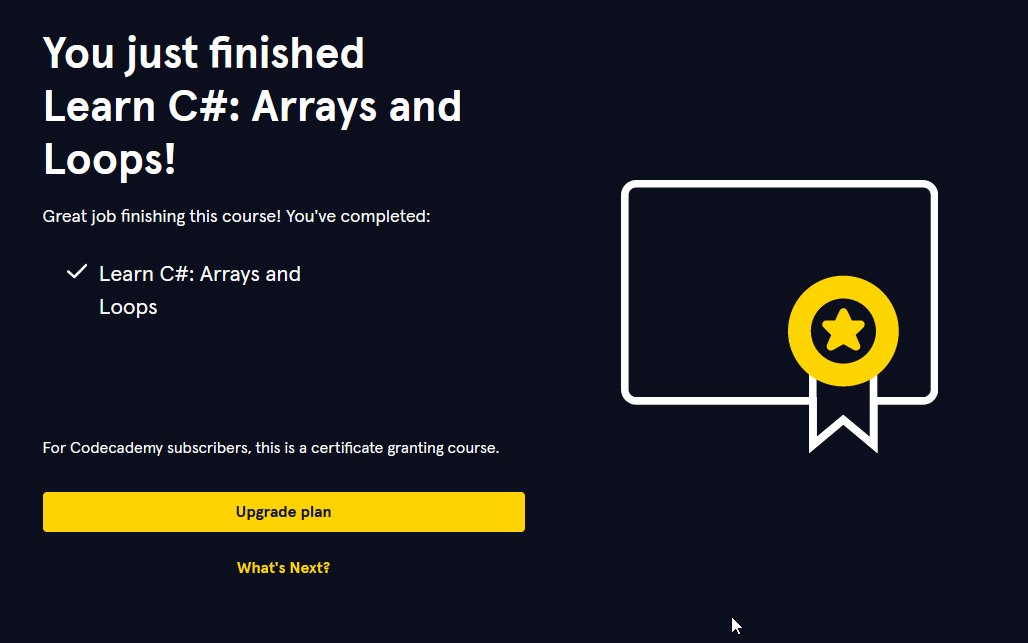 You just finished
Learn C#: Arrays and
Loops!
Great job finishing this course! You've completed:
Learn C#: Arrays and
Loops
For Codecademy subscribers, this is a certificate granting course.
Upgrade plan
What's Next?